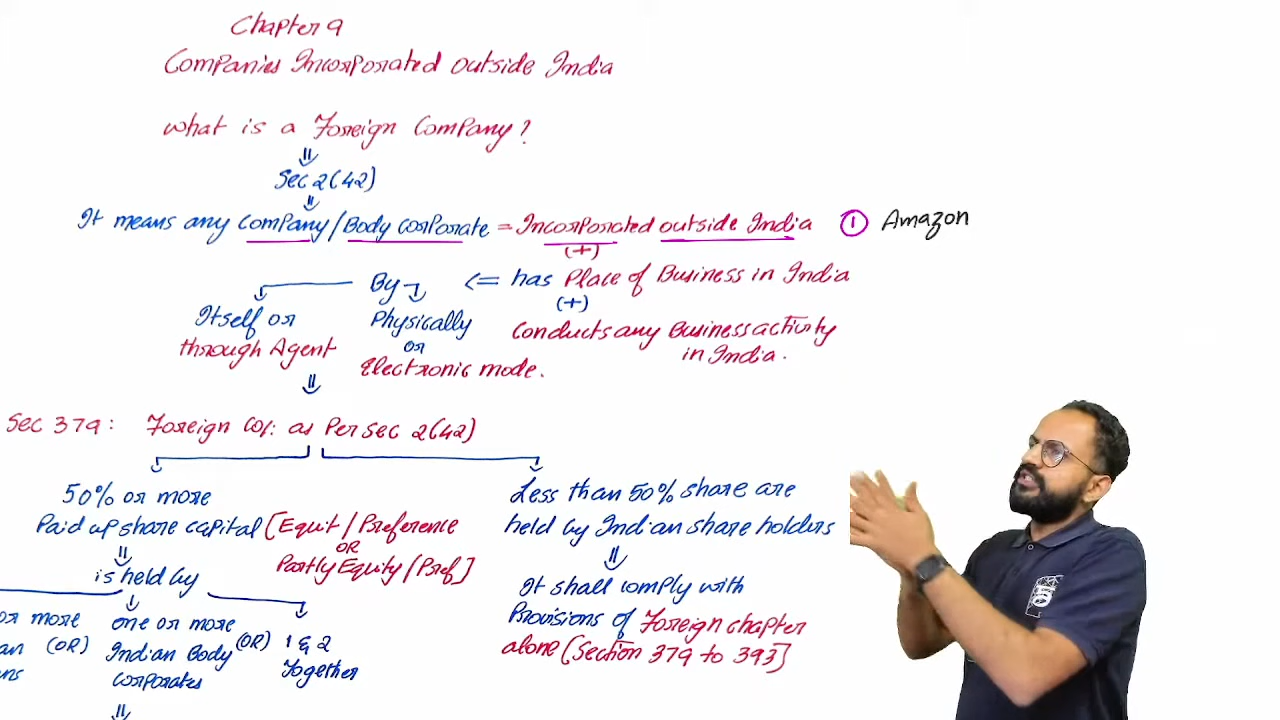 Chapter 9
Companies Incorporated outside India
what is a Foreign Company?
Sec 2(42)
It means any company/Body corporate = Incorporated outside India ① Amazon
(+)
By <= has Place of Business in India
(+)
Itself or
through Agent
Physically
or
Electronic mode.
Conducts any Business activity
in India.
Sec 379: Foreign Coy: as Per sec 2(42)
50% or more
Paid up share capital [Equit/Preference
OR
Partly Equity/Pref]
is held by
or more
(OR)
one or more
Indian Body
corporates
(OR)
1 & 2
Together
Less than 50% share are
held by Indian share holders
It shall comply with
Provisions of Foreign chapter
alone [Section 379 to 393]